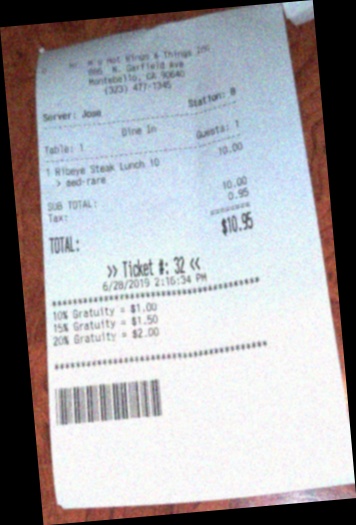 Hot Wings & Things Inc
W. Garfield Ave
Montebello, CA 90640
(323) 477-1345
Server: Jose Station: 8
Dine In
Table: 1 Guests: 1
1 Ribeye Steak Lunch 10 10.00
> med-rare
SUB TOTAL: 10.00
Tax: 0.95
TOTAL: $10.95
>> Ticket #: 32 <<
6/28/2019 2:16:34 PM
10% Gratuity = $1.00
15% Gratuity = $1.50
20% Gratuity = $2.00